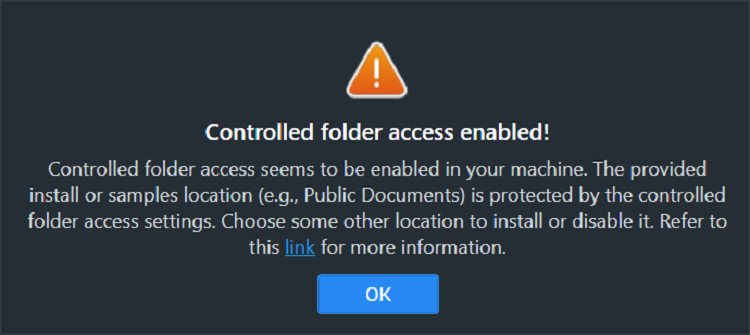 Controlled folder access enabled!
Controlled folder access seems to be enabled in your machine. The provided
install or samples location (e.g., Public Documents) is protected by the controlled
folder access settings. Choose some other location to install or disable it. Refer to
this link for more information.
OK